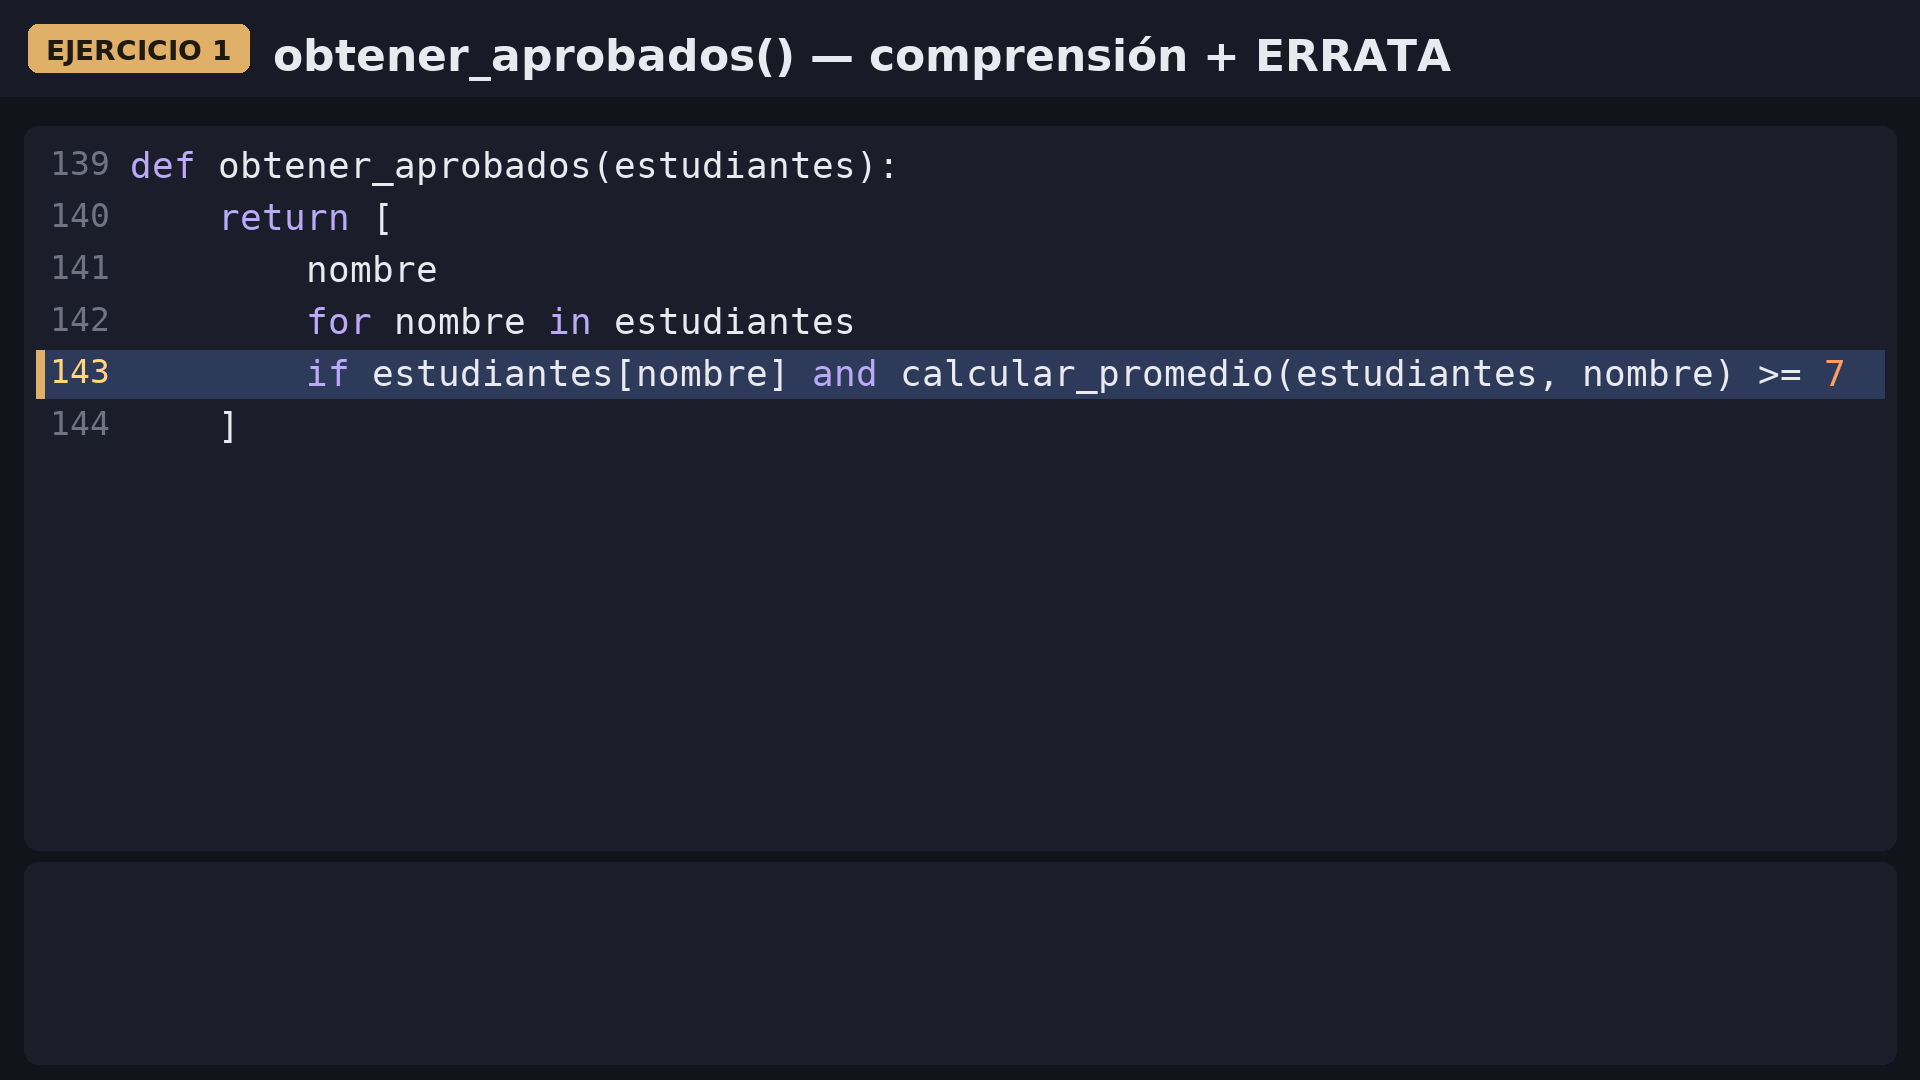 EJERCICIO 1 obtener_aprobados() — comprensión + ERRATA
139 def obtener_aprobados(estudiantes):
140     return [
141         nombre
142         for nombre in estudiantes
143         if estudiantes[nombre] and calcular_promedio(estudiantes, nombre) >= 7
144     ]